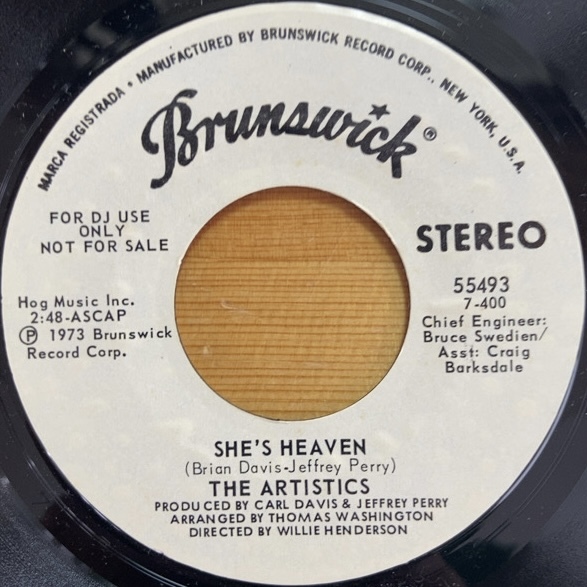 MARCA REGISTRADA • MANUFACTURED BY BRUNSWICK RECORD CORP., NEW YORK, U.S.A.
Brunswick®
FOR DJ USE
ONLY
NOT FOR SALE
STEREO
Hog Music Inc.
2:48-ASCAP
℗ 1973 Brunswick
Record Corp.
55493
7-400
Chief Engineer:
Bruce Swedien/
Asst: Craig
Barksdale
SHE'S HEAVEN
(Brian Davis-Jeffrey Perry)
THE ARTISTICS
PRODUCED BY CARL DAVIS & JEFFREY PERRY
ARRANGED BY THOMAS WASHINGTON
DIRECTED BY WILLIE HENDERSON